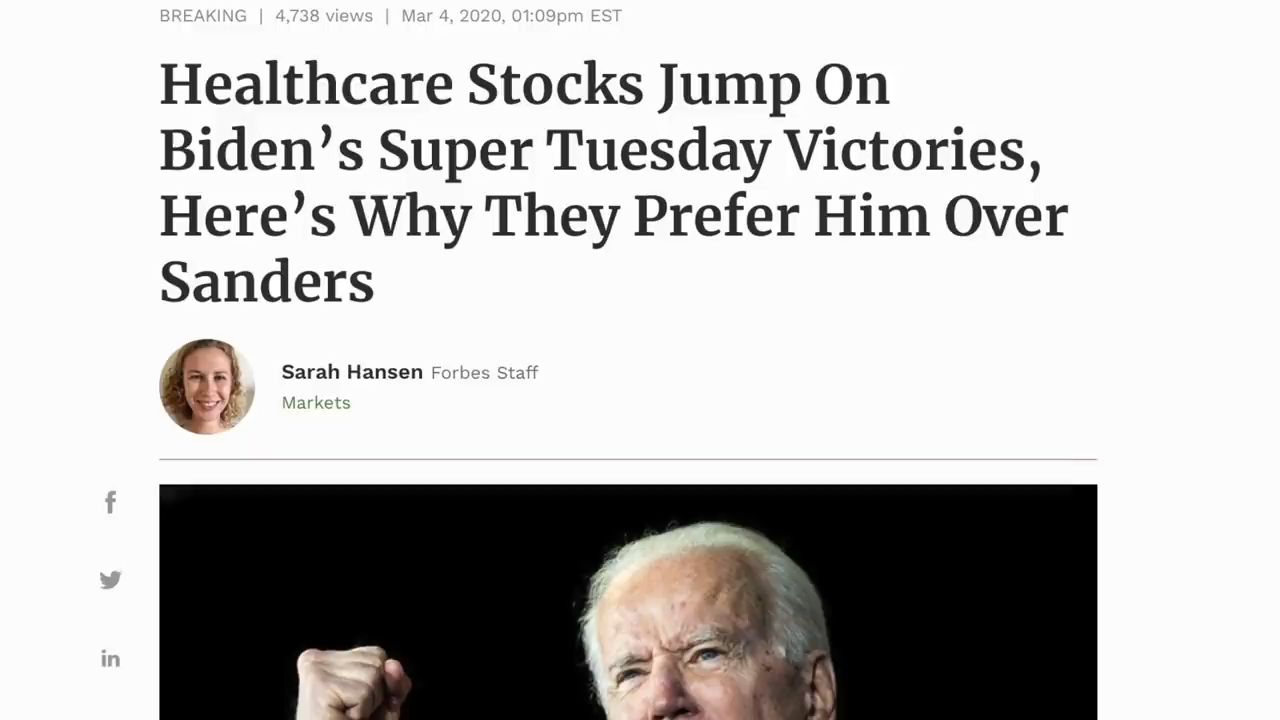 BREAKING | 4,738 views | Mar 4, 2020, 01:09pm EST
Healthcare Stocks Jump On
Biden’s Super Tuesday Victories,
Here’s Why They Prefer Him Over
Sanders
Sarah Hansen Forbes Staff
Markets